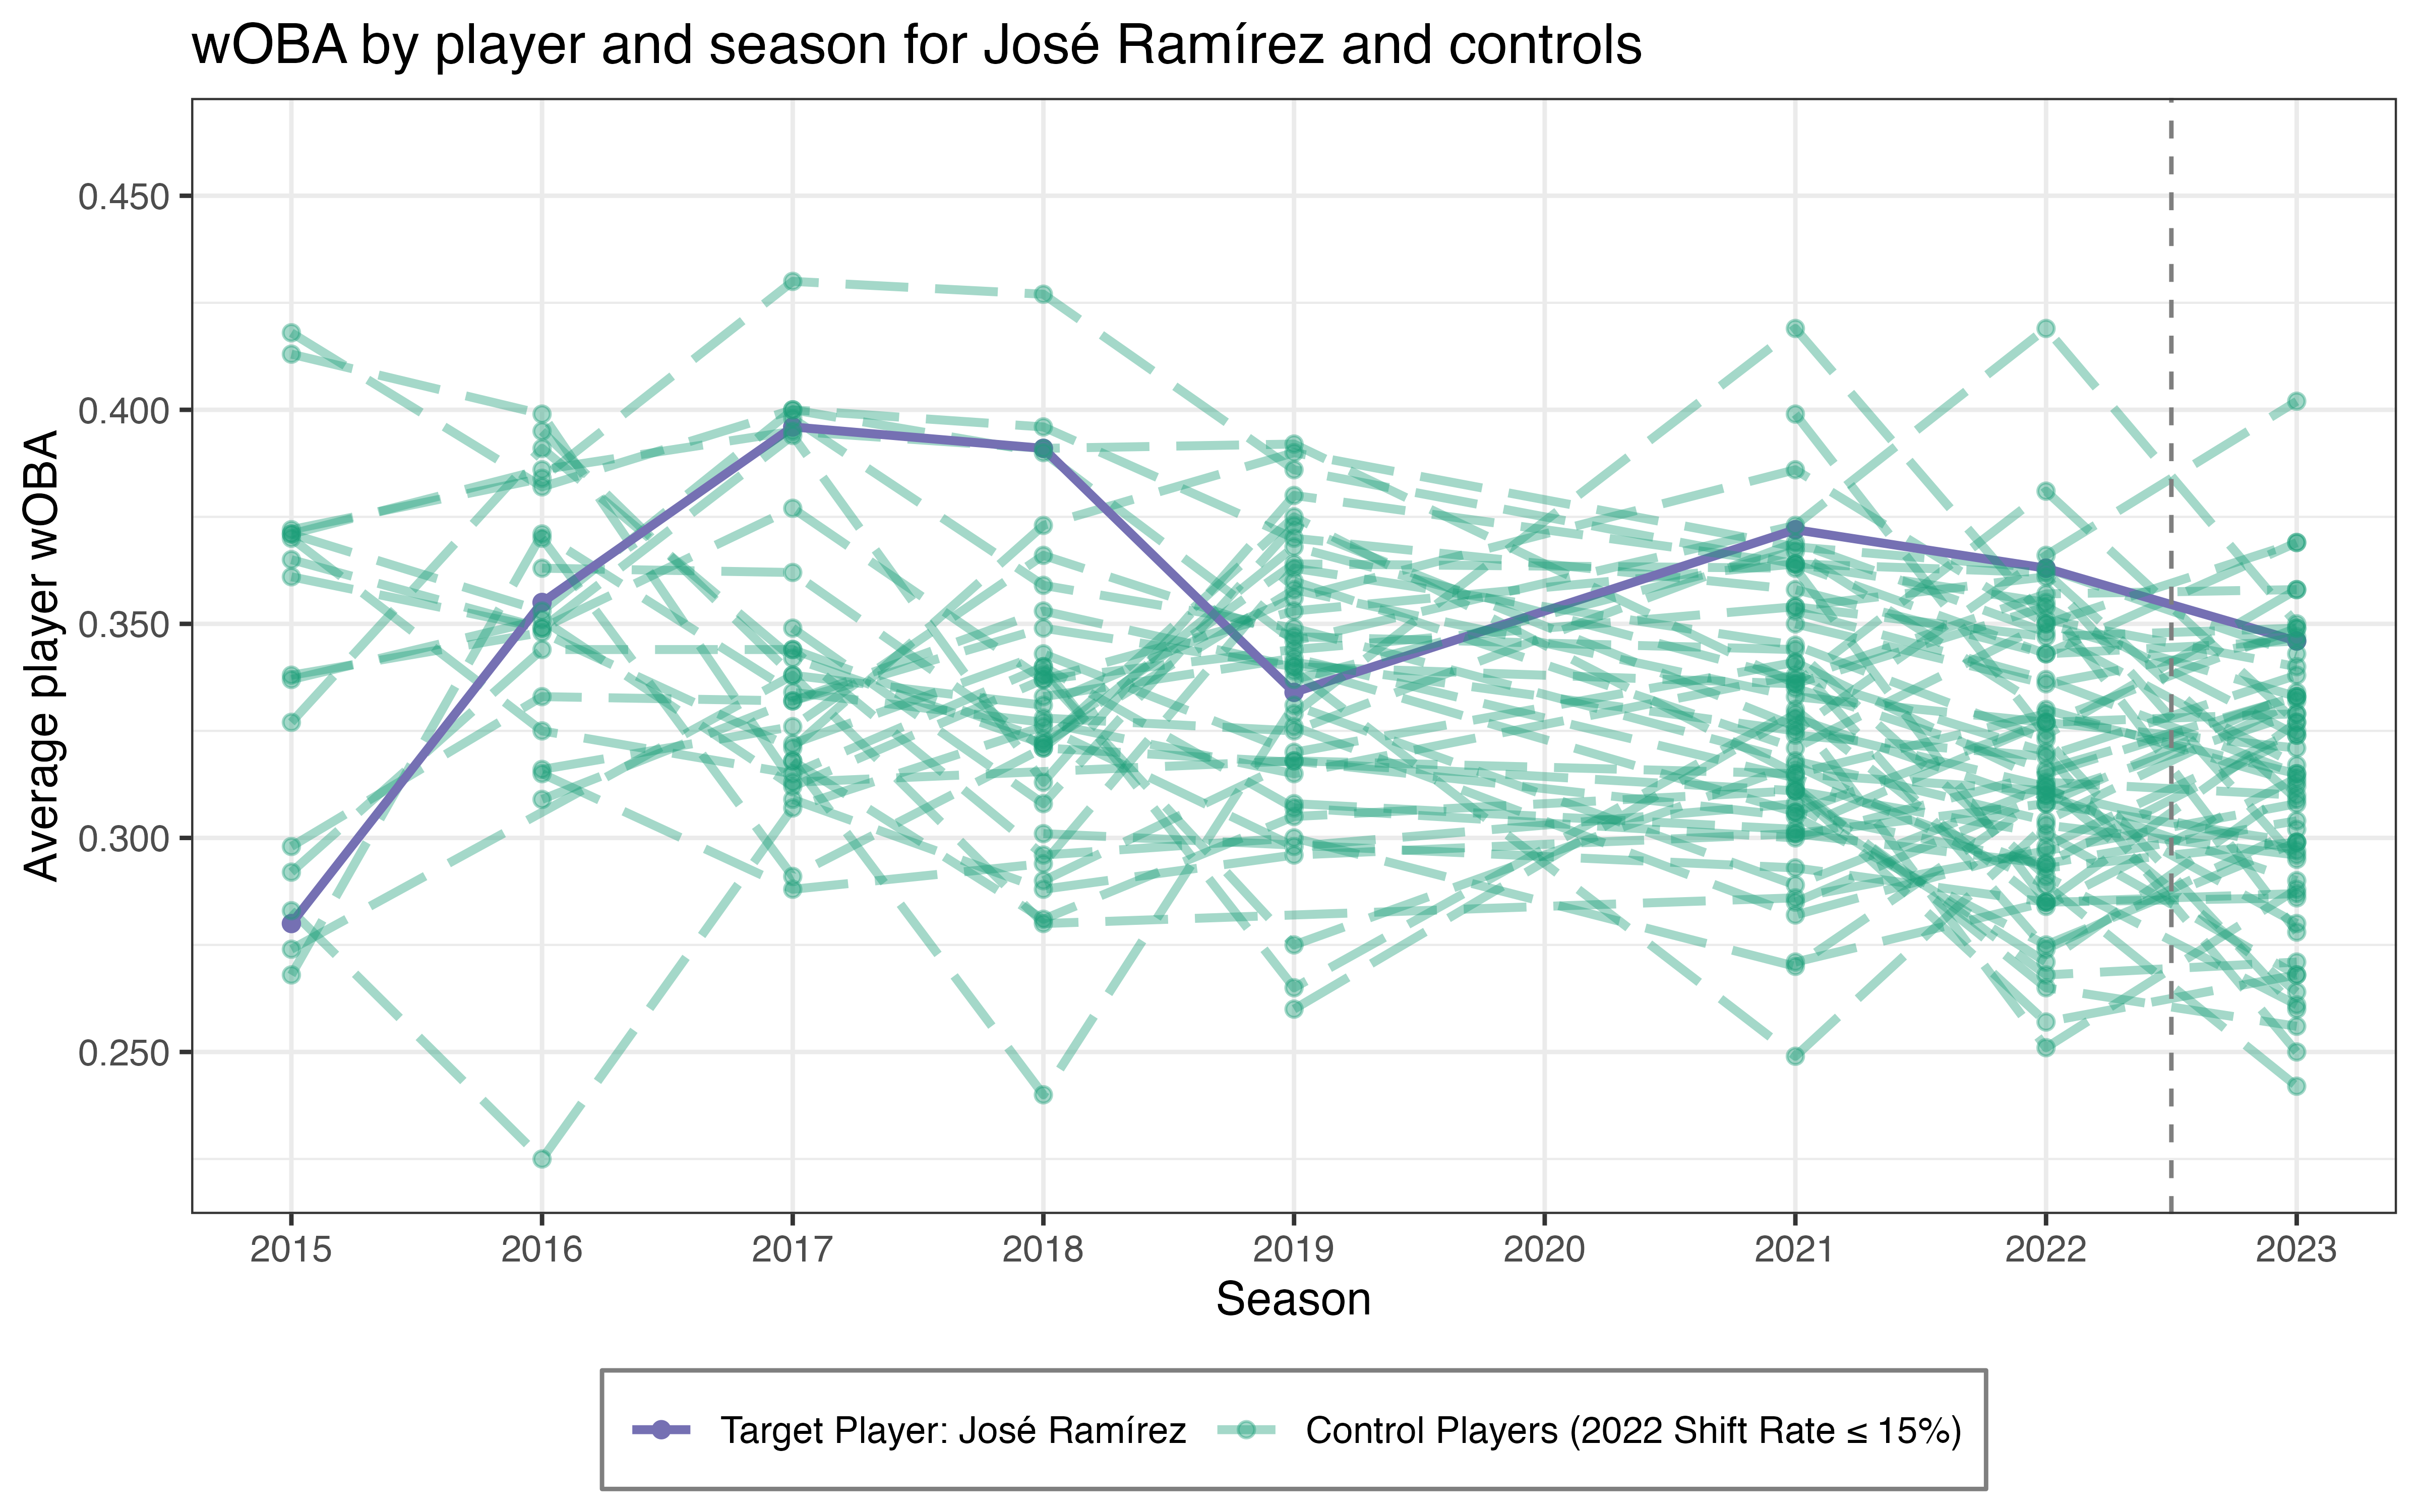 wOBA by player and season for José Ramírez and controls
Average player wOBA
0.450
0.400
0.350
0.300
0.250
2015 2016 2017 2018 2019 2020 2021 2022 2023
Season
Target Player: José Ramírez Control Players (2022 Shift Rate ≤ 15%)